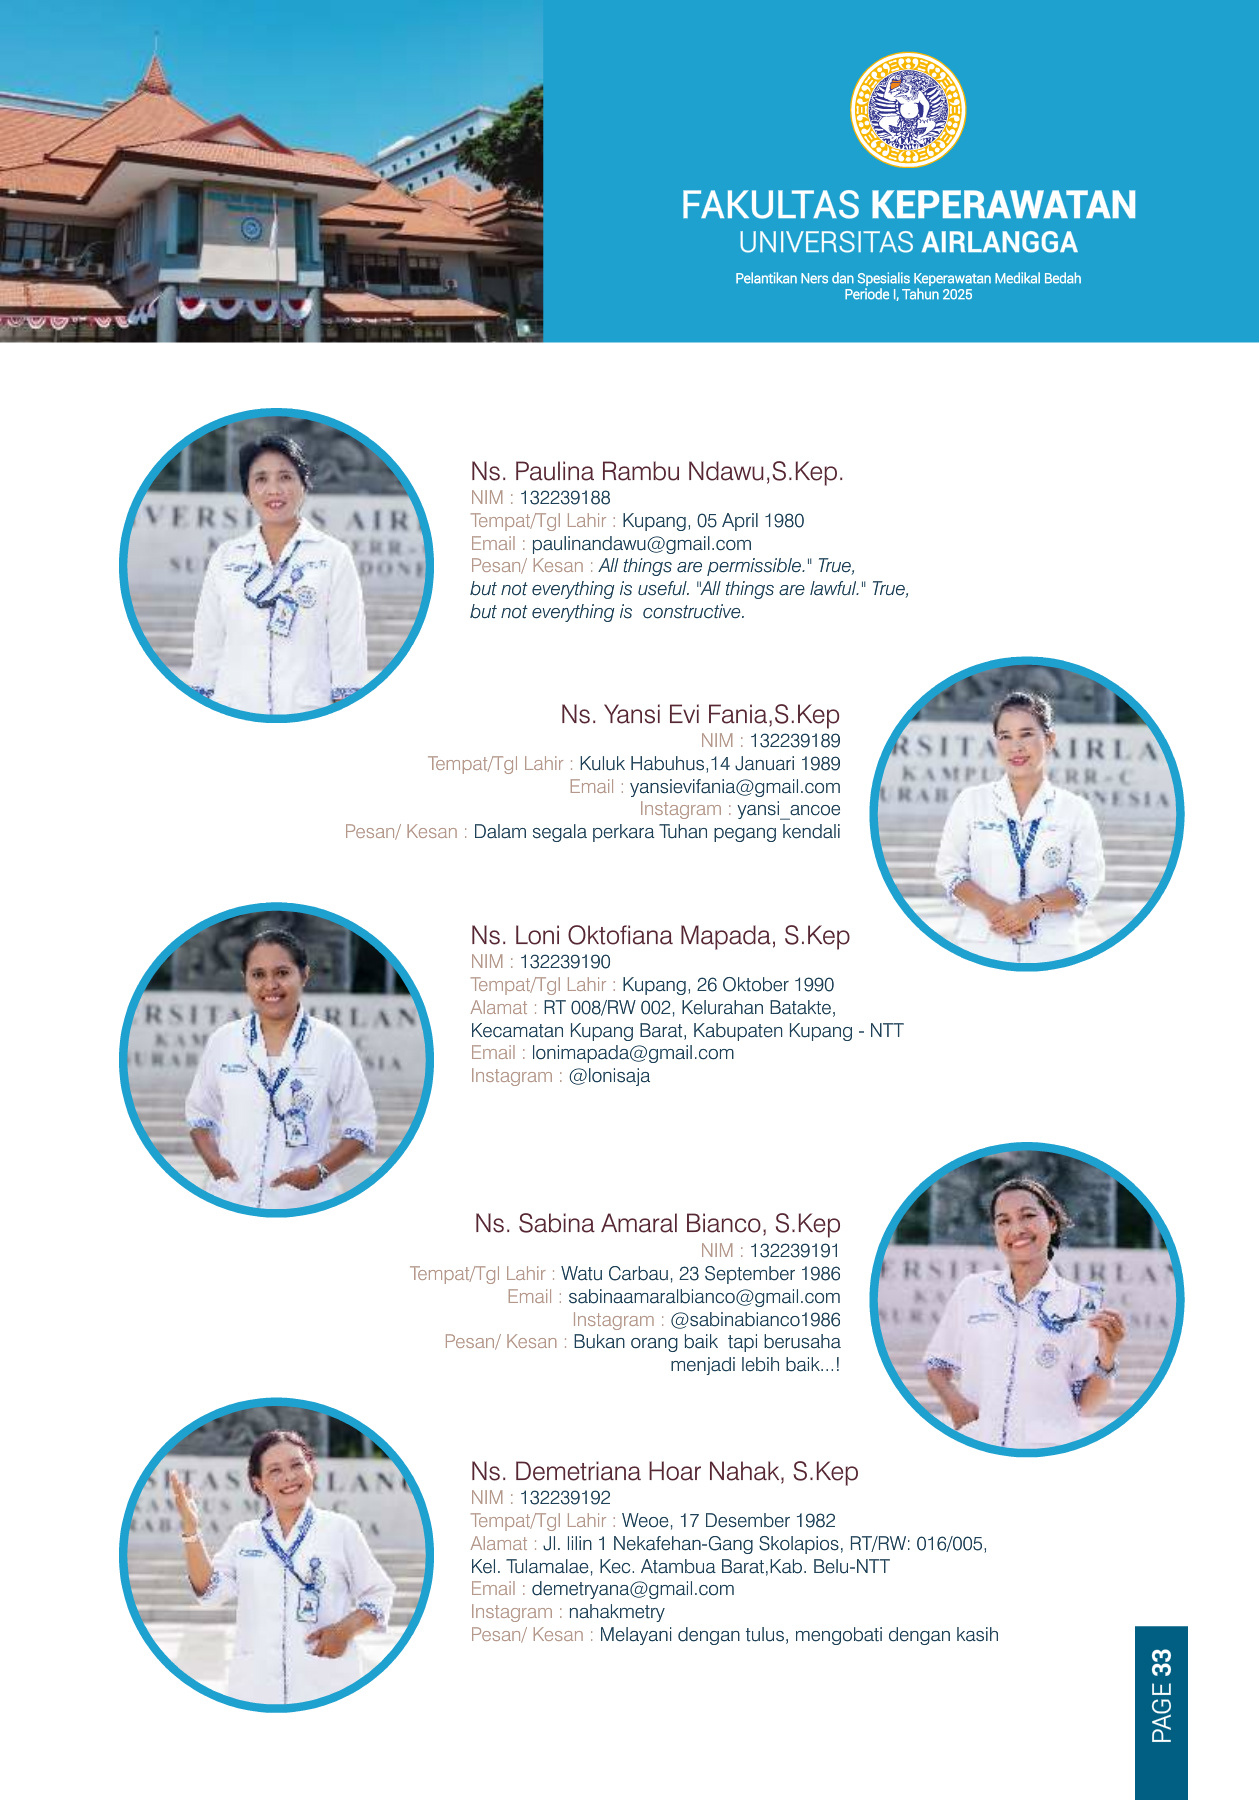 FAKULTAS KEPERAWATAN
UNIVERSITAS AIRLANGGA
Pelantikan Ners dan Spesialis Keperawatan Medikal Bedah
Periode I, Tahun 2025
Ns. Paulina Rambu Ndawu,S.Kep.
NIM : 132239188
Tempat/Tgl Lahir : Kupang, 05 April 1980
Email : paulinandawu@gmail.com
Pesan/ Kesan : All things are permissible." True,
but not everything is useful. "All things are lawful." True,
but not everything is  constructive.
Ns. Yansi Evi Fania,S.Kep
NIM : 132239189
Tempat/Tgl Lahir : Kuluk Habuhus,14 Januari 1989
Email : yansievifania@gmail.com
Instagram : yansi_ancoe
Pesan/ Kesan : Dalam segala perkara Tuhan pegang kendali
Ns. Loni Oktofiana Mapada, S.Kep
NIM : 132239190
Tempat/Tgl Lahir : Kupang, 26 Oktober 1990
Alamat : RT 008/RW 002, Kelurahan Batakte,
Kecamatan Kupang Barat, Kabupaten Kupang - NTT
Email : lonimapada@gmail.com
Instagram : @lonisaja
Ns. Sabina Amaral Bianco, S.Kep
NIM : 132239191
Tempat/Tgl Lahir : Watu Carbau, 23 September 1986
Email : sabinaamaralbianco@gmail.com
Instagram : @sabinabianco1986
Pesan/ Kesan : Bukan orang baik  tapi berusaha
menjadi lebih baik...!
Ns. Demetriana Hoar Nahak, S.Kep
NIM : 132239192
Tempat/Tgl Lahir : Weoe, 17 Desember 1982
Alamat : Jl. lilin 1 Nekafehan-Gang Skolapios, RT/RW: 016/005,
Kel. Tulamalae, Kec. Atambua Barat,Kab. Belu-NTT
Email : demetryana@gmail.com
Instagram : nahakmetry
Pesan/ Kesan : Melayani dengan tulus, mengobati dengan kasih
PAGE 33